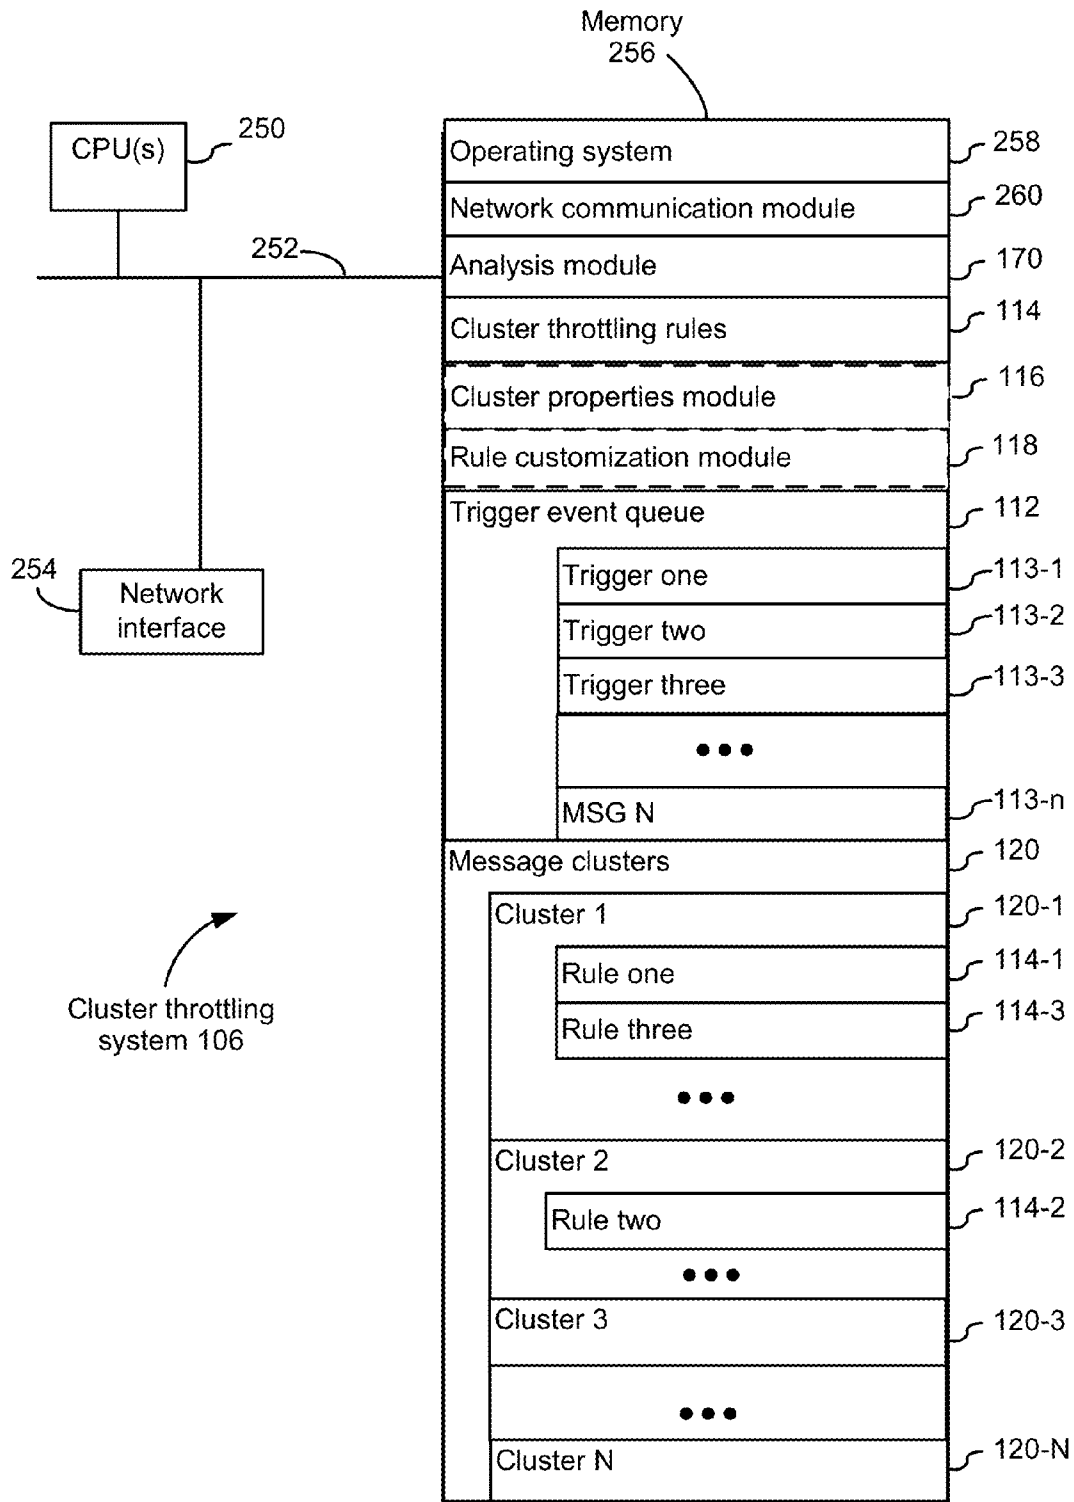 Memory
256
CPU(s)
250
Operating system
258
Network communication module
260
252
Analysis module
170
Cluster throttling rules
114
Cluster properties module
116
Rule customization module
118
Trigger event queue
112
254
Network
interface
Trigger one
113-1
Trigger two
113-2
Trigger three
113-3
•••
MSG N
113-n
Message clusters
120
Cluster 1
120-1
Rule one
114-1
Rule three
114-3
•••
Cluster throttling
system 106
Cluster 2
120-2
Rule two
114-2
•••
Cluster 3
120-3
•••
Cluster N
120-N